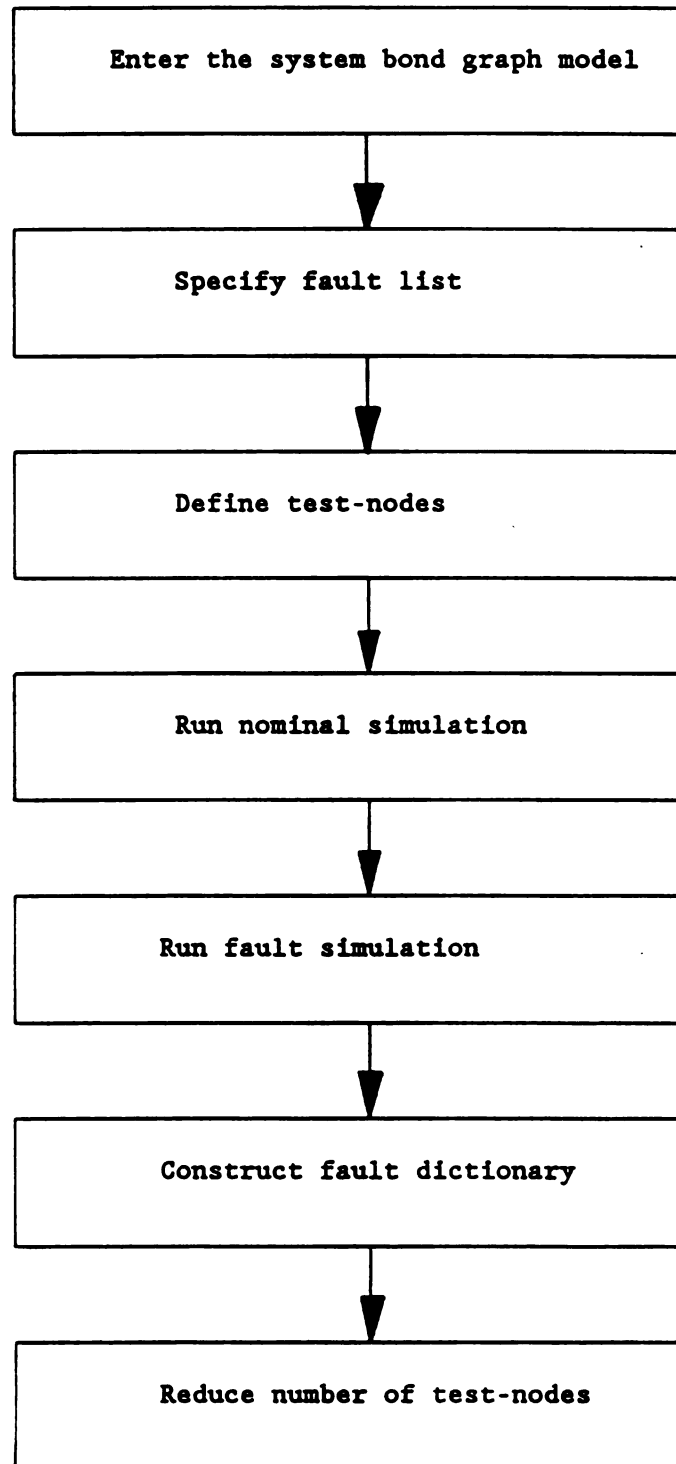 Enter the system bond graph model
Specify fault list
Define test-nodes
Run nominal simulation
Run fault simulation
Construct fault dictionary
Reduce number of test-nodes